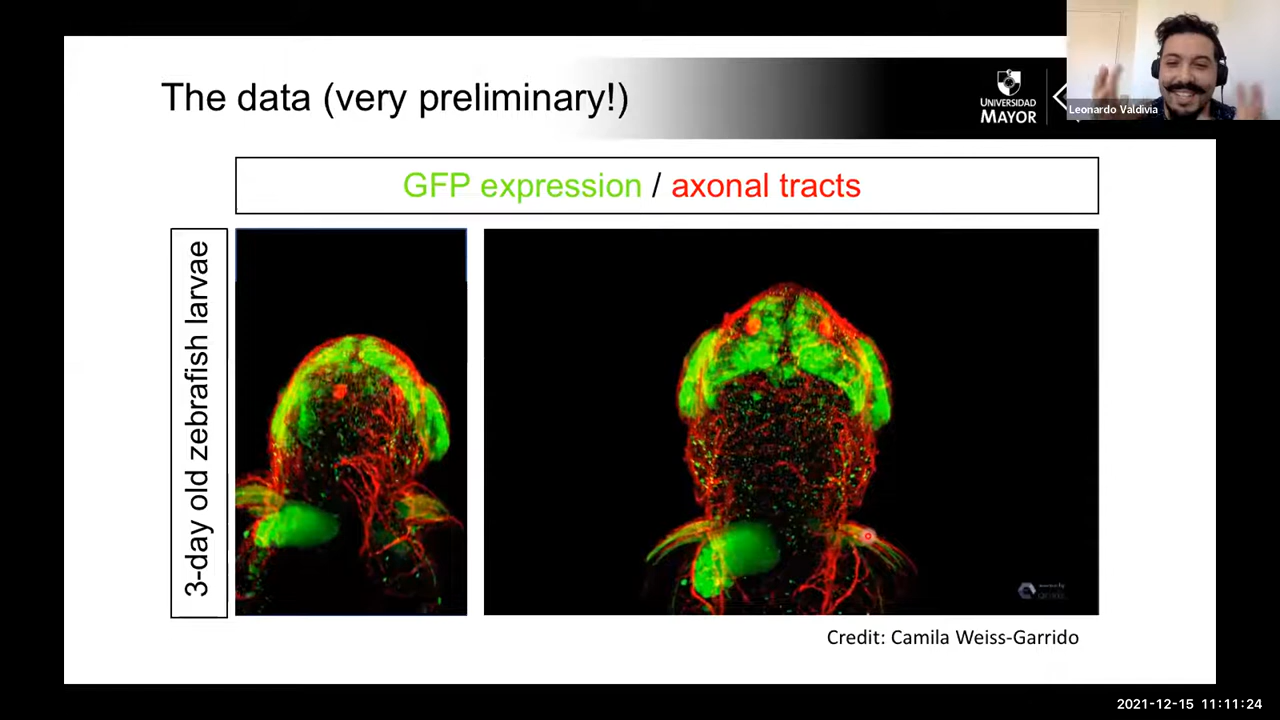 The data (very preliminary!)
UNIVERSIDAD
MAYOR
Leonardo Valdivia
GFP expression / axonal tracts
3-day old zebrafish larvae
Credit: Camila Weiss-Garrido
2021-12-15 11:11:24